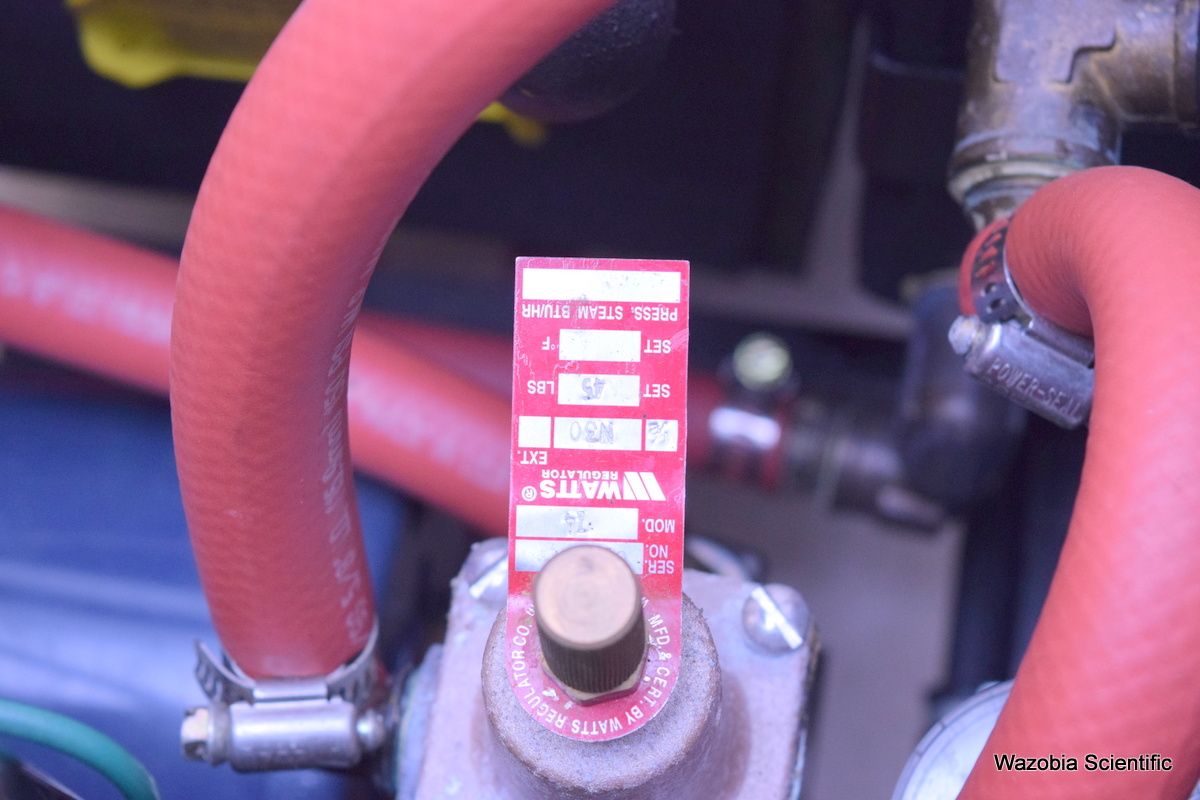 MFD. & CERT. BY WATTS REGULATOR CO.
SER. NO.
MOD.
WATTS ®
REGULATOR
EXT.
N30
SET 45 LBS
SET °F
PRESS. STEAM BTU/HR
POWER-SEAL
Wazobia Scientific